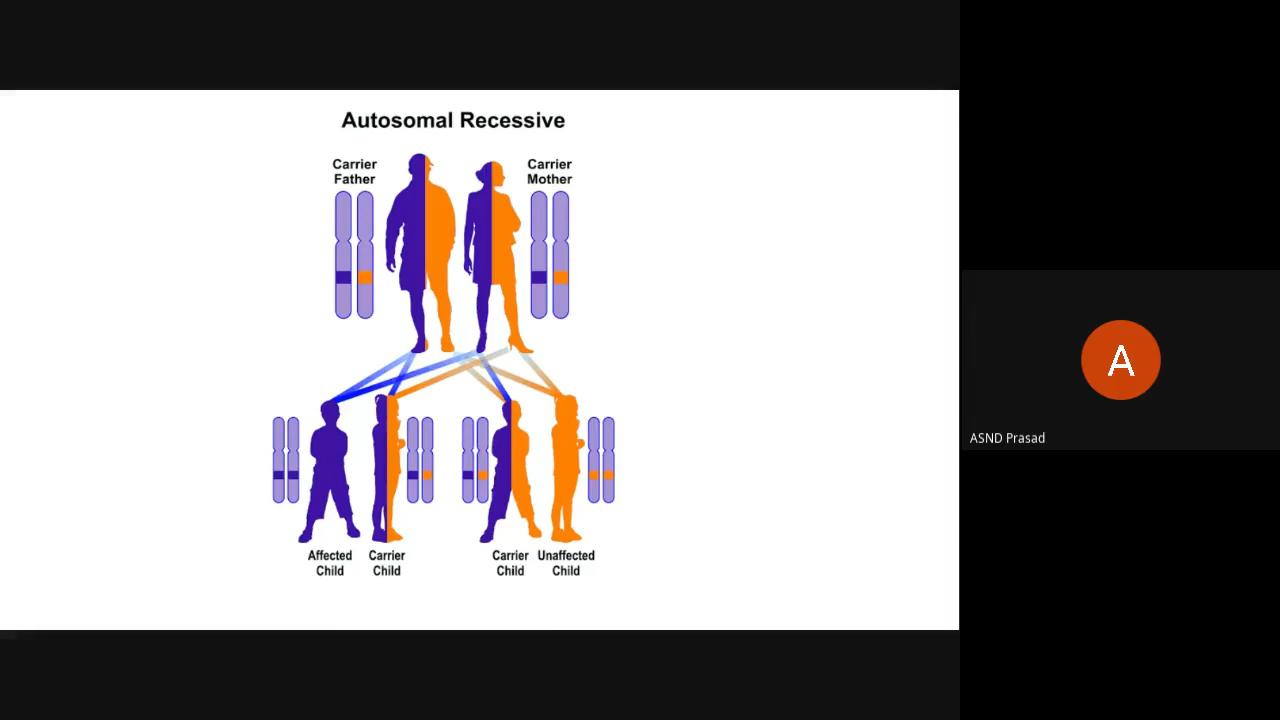 Autosomal Recessive
Carrier
Father
Carrier
Mother
Affected
Child
Carrier
Child
Carrier
Child
Unaffected
Child
A
ASND Prasad